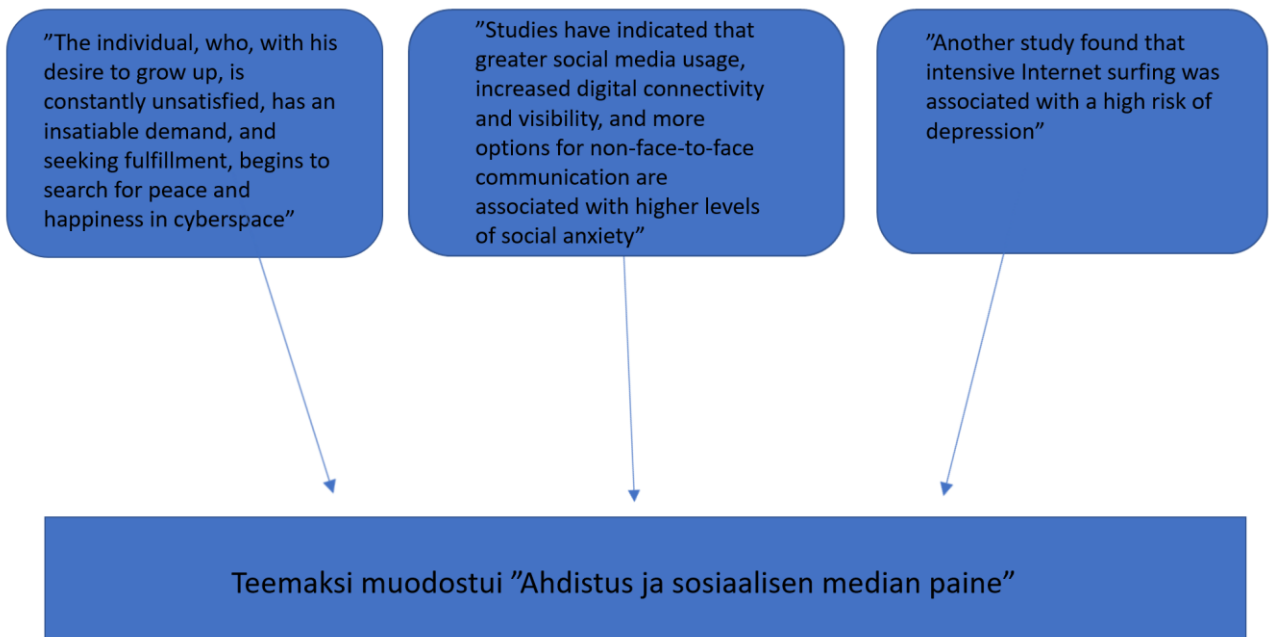 ”The individual, who, with his
desire to grow up, is
constantly unsatisfied, has an
insatiable demand, and
seeking fulfillment, begins to
search for peace and
happiness in cyberspace”
”Studies have indicated that
greater social media usage,
increased digital connectivity
and visibility, and more
options for non-face-to-face
communication are
associated with higher levels
of social anxiety”
”Another study found that
intensive Internet surfing was
associated with a high risk of
depression”
Teemaksi muodostui ”Ahdistus ja sosiaalisen median paine”